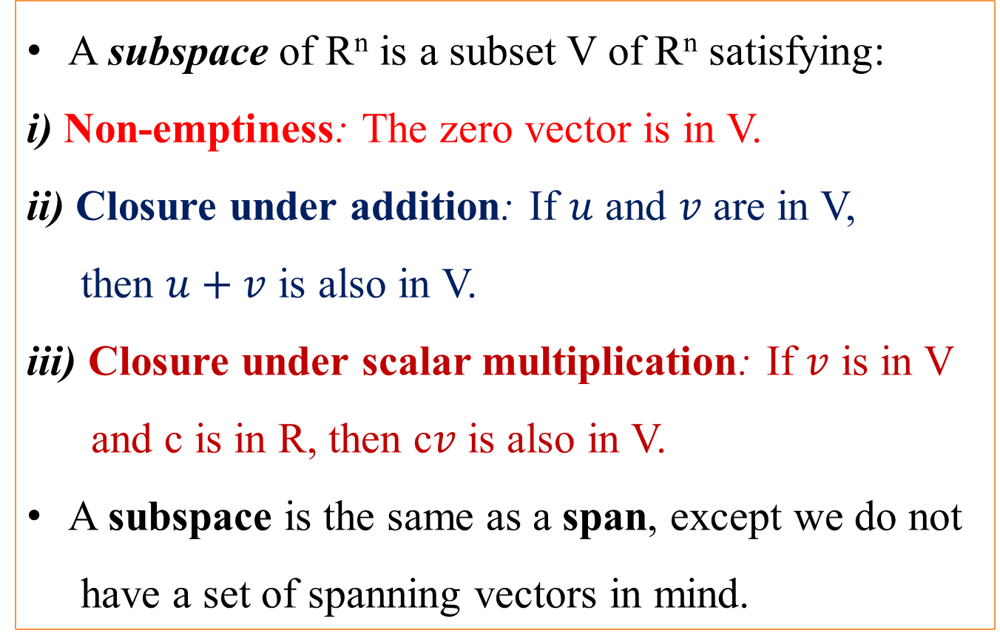 • A subspace of Rⁿ is a subset V of Rⁿ satisfying:
i) Non-emptiness: The zero vector is in V.
ii) Closure under addition: If 𝑢 and 𝑣 are in V,
then 𝑢 + 𝑣 is also in V.
iii) Closure under scalar multiplication: If 𝑣 is in V
and c is in R, then c𝑣 is also in V.
• A subspace is the same as a span, except we do not
have a set of spanning vectors in mind.